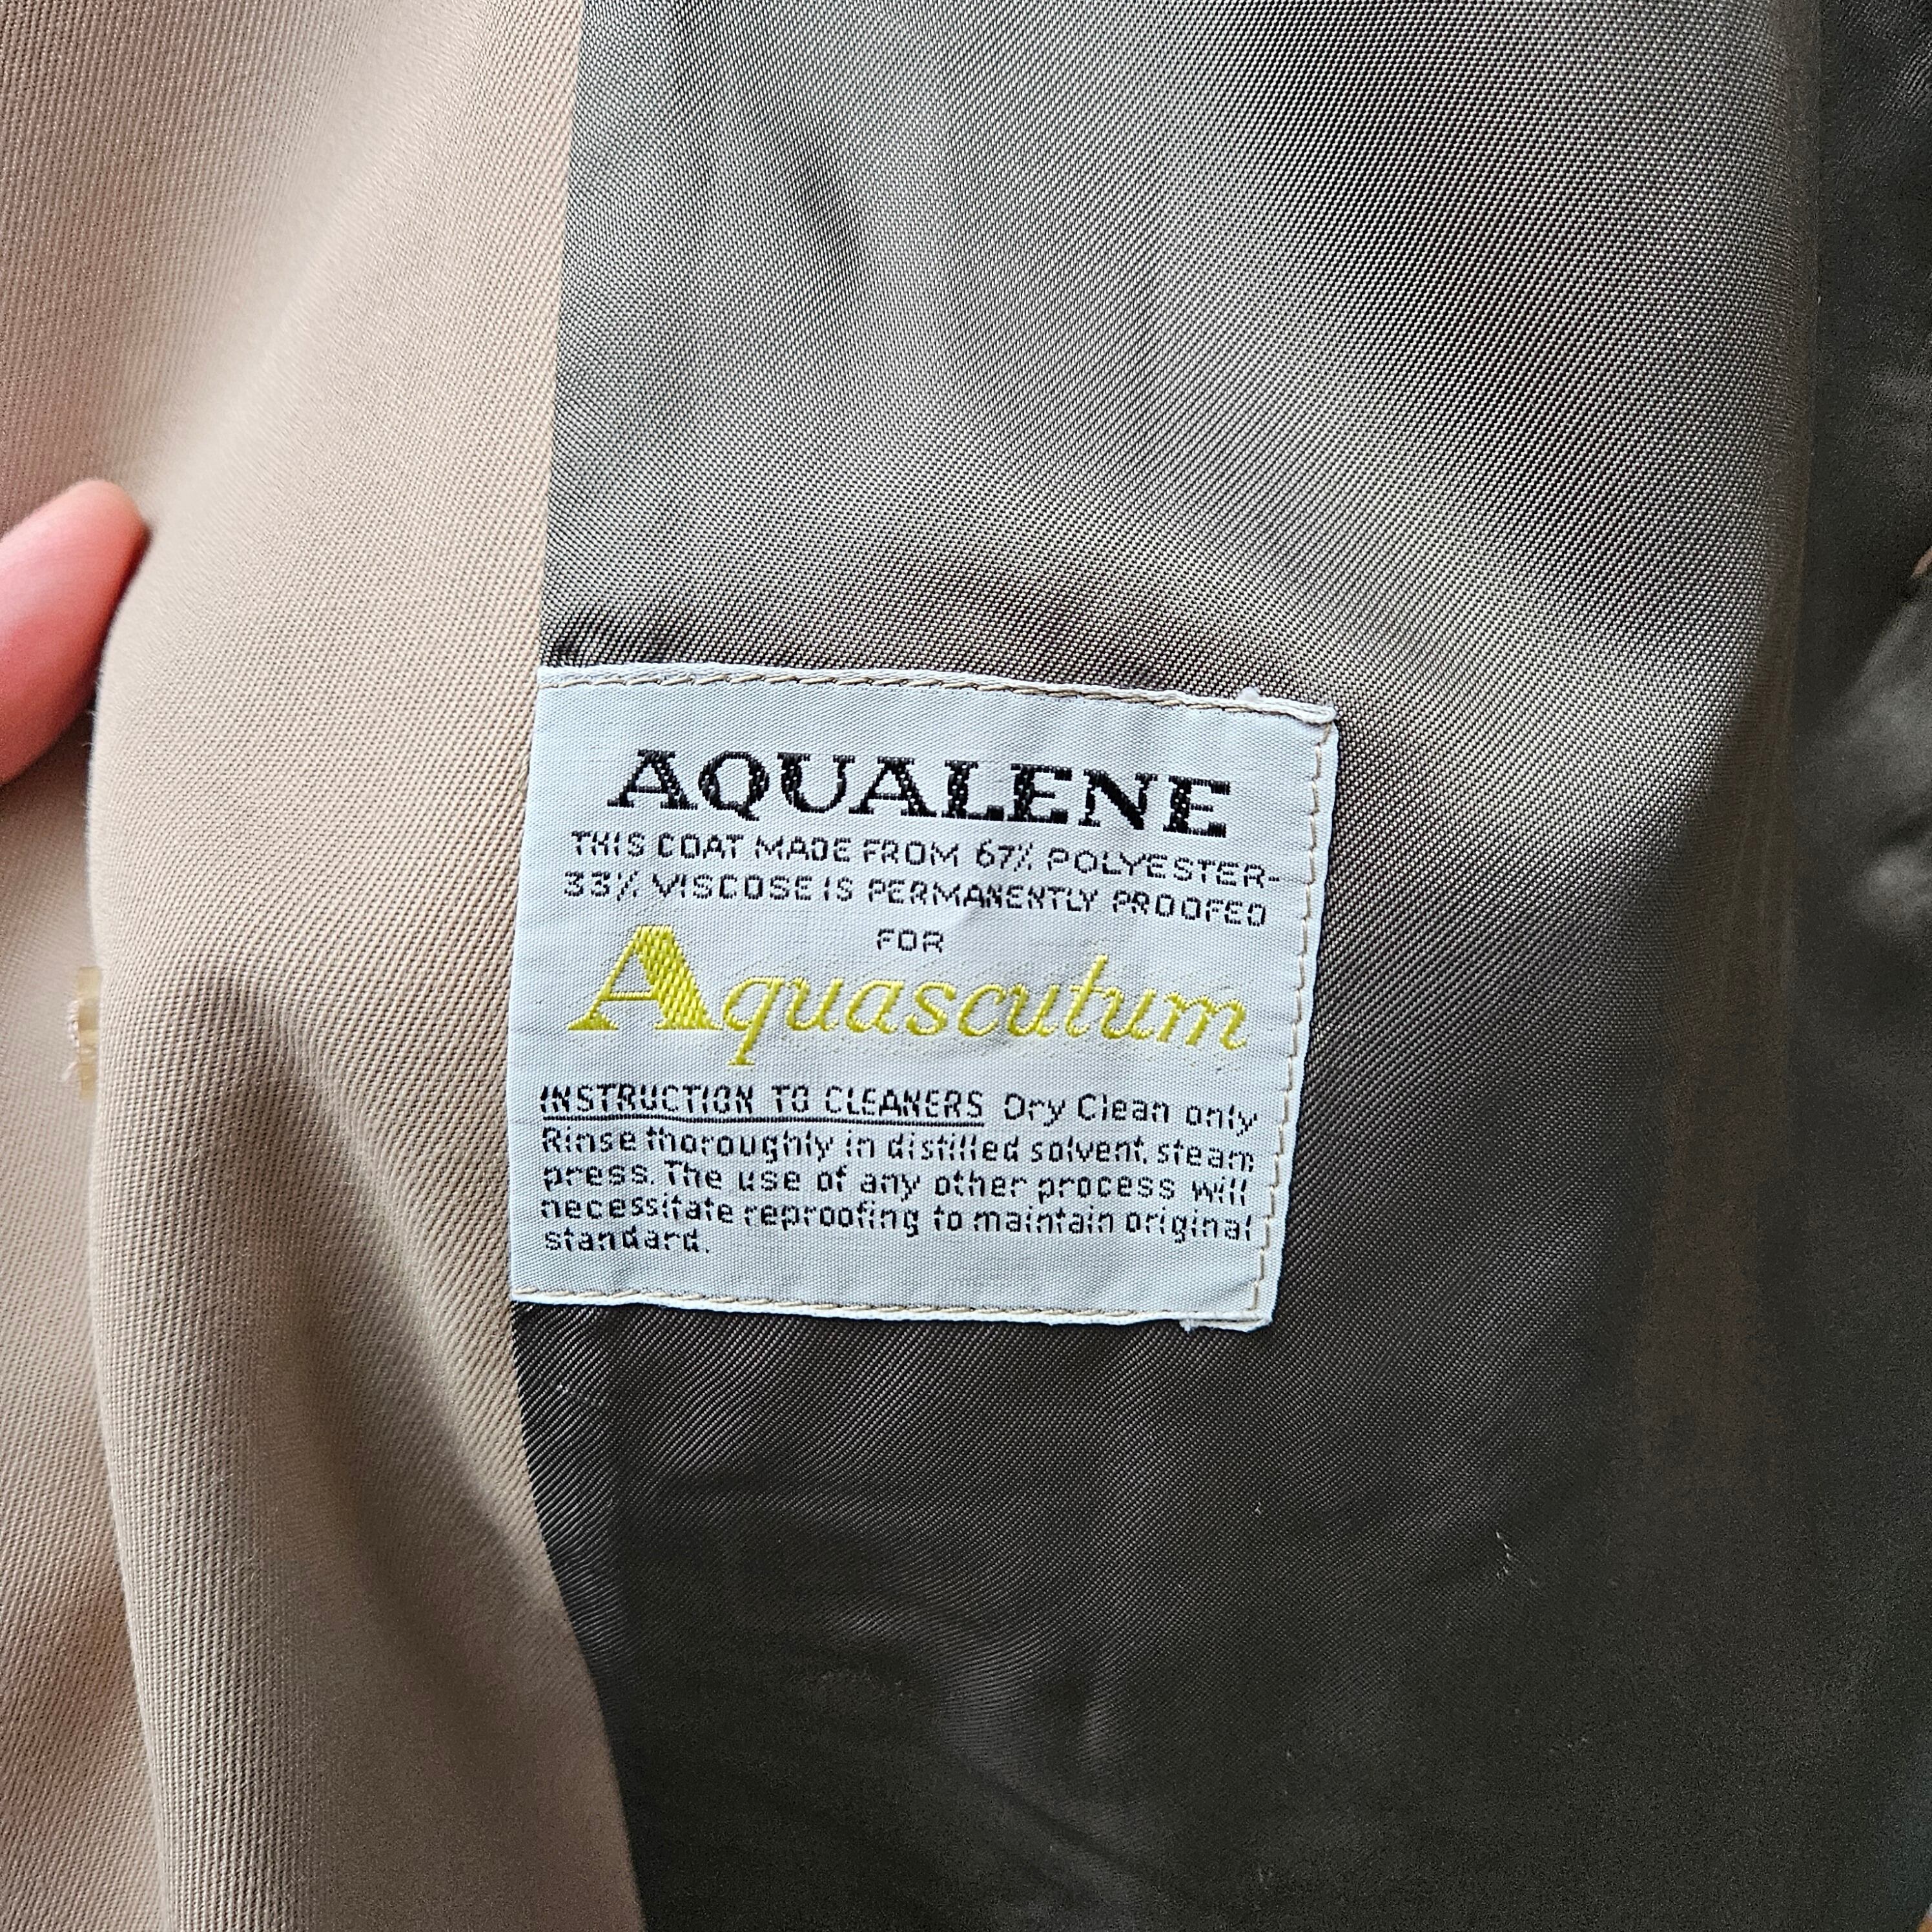 AQUALENE
THIS COAT MADE FROM 67% POLYESTER-
33% VISCOSE IS PERMANENTLY PROOFED
FOR
Aquascutum
INSTRUCTION TO CLEANERS Dry Clean only
Rinse thoroughly in distilled solvent, steam
press. The use of any other process will
necessitate reproofing to maintain original
standard.